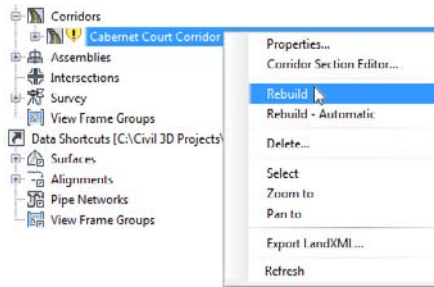 Corridors
Cabernet Court Corridor
Assemblies
Intersections
Survey
View Frame Groups
Data Shortcuts [C:\Civil 3D Projects\
Surfaces
Alignments
Pipe Networks
View Frame Groups
Properties...
Corridor Section Editor...
Rebuild
Rebuild - Automatic
Delete...
Select
Zoom to
Pan to
Export LandXML...
Refresh